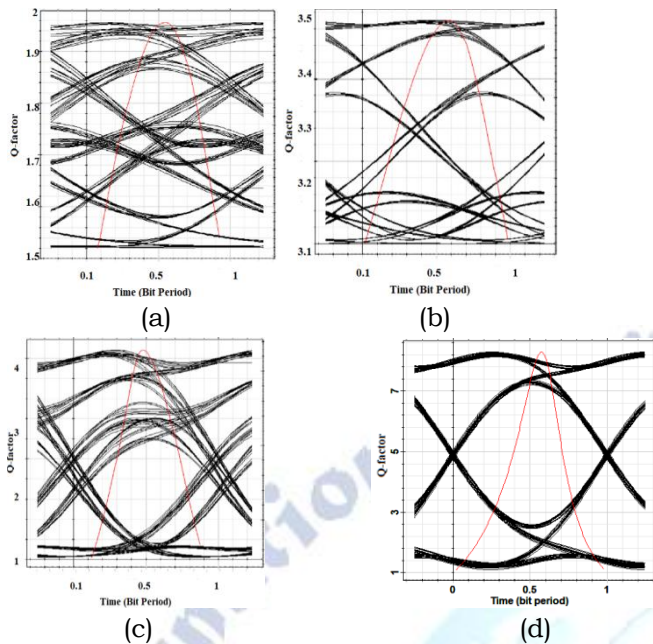 2
1.9
1.8
1.7
1.6
1.5
Q-factor
0.1 0.5 1
Time (Bit Period)
(a)
3.5
3.4
3.3
3.2
3.1
Q-factor
0.1 0.5 1
Time (Bit Period)
(b)
4
3
2
1
Q-factor
0.1 0.5 1
Time (Bit Period)
(c)
7
5
3
1
Q-factor
0 0.5 1
Time (bit period)
(d)